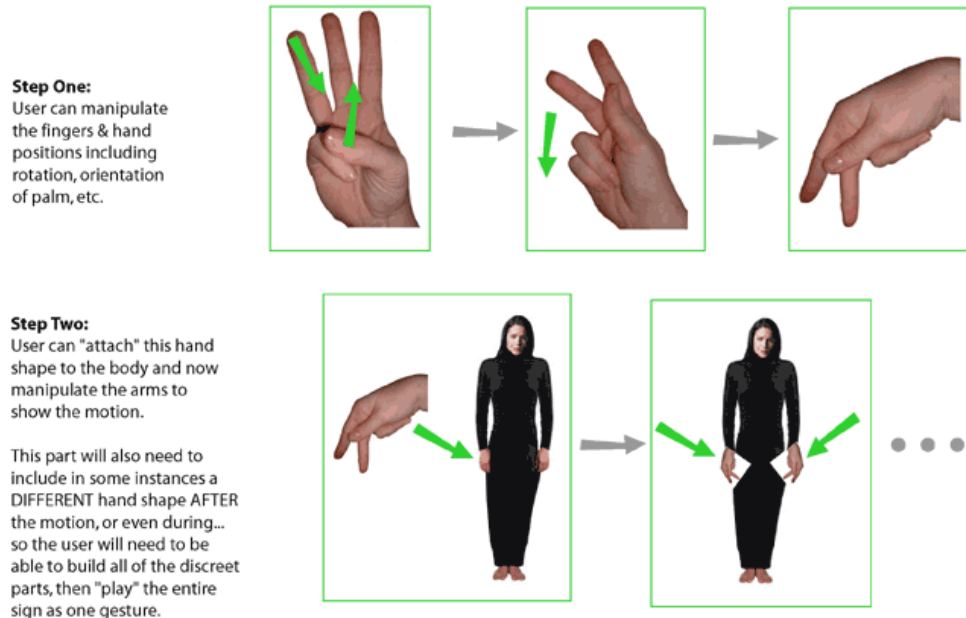 Step One:
User can manipulate
the fingers & hand
positions including
rotation, orientation
of palm, etc.
Step Two:
User can "attach" this hand
shape to the body and now
manipulate the arms to
show the motion.
This part will also need to
include in some instances a
DIFFERENT hand shape AFTER
the motion, or even during...
so the user will need to be
able to build all of the discreet
parts, then "play" the entire
sign as one gesture.